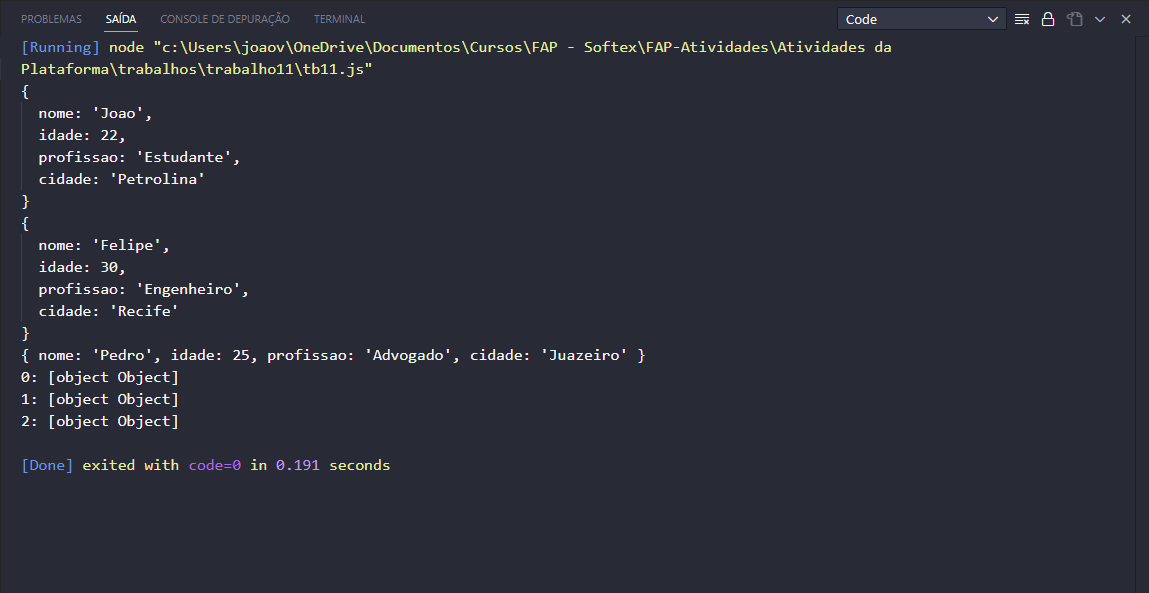 PROBLEMAS SAÍDA CONSOLE DE DEPURAÇÃO TERMINAL Code
[Running] node "c:\Users\joaov\OneDrive\Documentos\Cursos\FAP - Softex\FAP-Atividades\Atividades da
Plataforma\trabalhos\trabalho11\tb11.js"
{
  nome: 'Joao',
  idade: 22,
  profissao: 'Estudante',
  cidade: 'Petrolina'
}
{
  nome: 'Felipe',
  idade: 30,
  profissao: 'Engenheiro',
  cidade: 'Recife'
}
{ nome: 'Pedro', idade: 25, profissao: 'Advogado', cidade: 'Juazeiro' }
0: [object Object]
1: [object Object]
2: [object Object]
[Done] exited with code=0 in 0.191 seconds